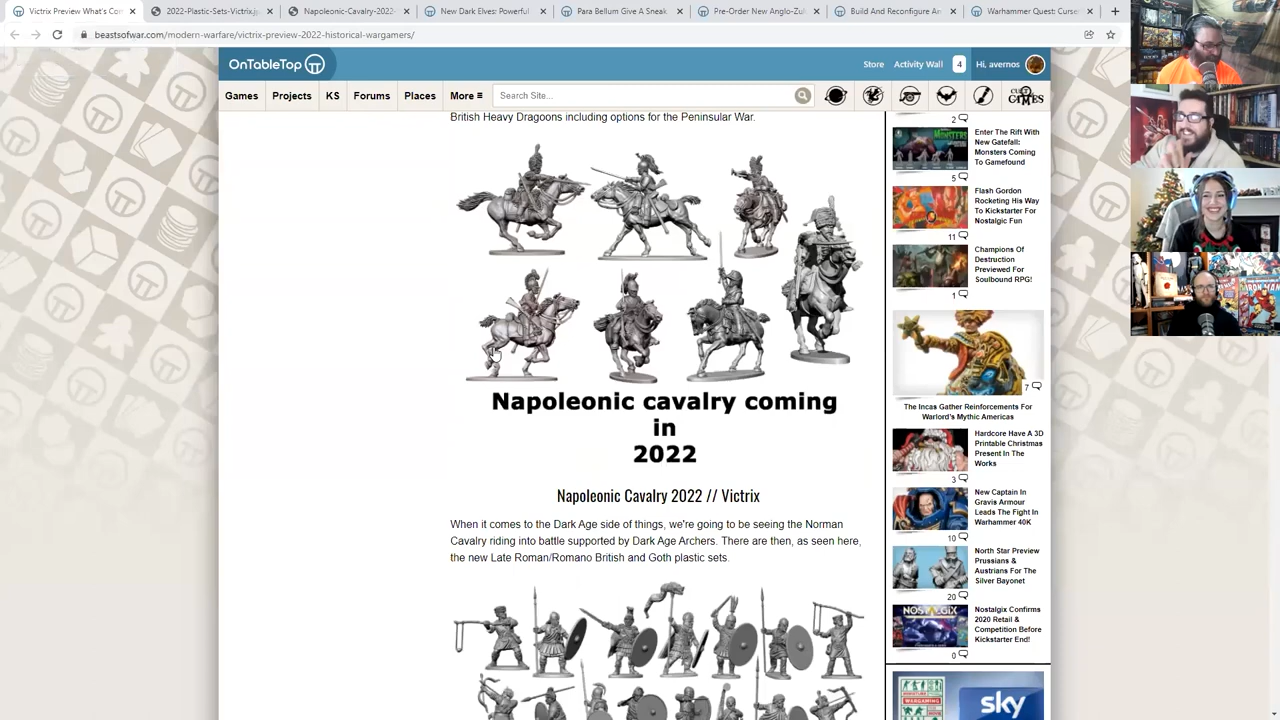 Victrix Preview What's Com
2022-Plastic-Sets-Victrix.j
Napoleonic-Cavalry-2022-
New Dark Elves: Powerful
Para Bellum Give A Sneak
Pre-Order New Anglo-Zul
Build And Reconfigure An
Warhammer Quest: Curse
beastsofwar.com/modern-warfare/victrix-preview-2022-historical-wargamers/
OnTableTop
Store
Activity Wall
4
Hi, avernos
Games
Projects
KS
Forums
Places
More
Search Site...
GAMES
British Heavy Dragoons including options for the Peninsular War.
Napoleonic cavalry coming
in
2022
Napoleonic Cavalry 2022 // Victrix
When it comes to the Dark Age side of things, we're going to be seeing the Norman
Cavalry riding into battle supported by Dark Age Archers. There are then, as seen here,
the new Late Roman/Romano British and Goth plastic sets.
2
MONSTERS
Enter The Rift With
New Gatefall:
Monsters Coming
To Gamefound
5
Flash Gordon
Rocketing His Way
To Kickstarter For
Nostalgic Fun
11
Champions Of
Destruction
Previewed For
Soulbound RPG!
1
7
The Incas Gather Reinforcements For
Warlord's Mythic Americas
Hardcore Have A 3D
Printable Christmas
Present In The
Works
3
New Captain In
Gravis Armour
Leads The Fight In
Warhammer 40K
10
North Star Preview
Prussians &
Austrians For The
Silver Bayonet
20
NOSTALGIX
Nostalgix Confirms
2020 Retail &
Competition Before
Kickstarter End!
0
sky
IRON MAN